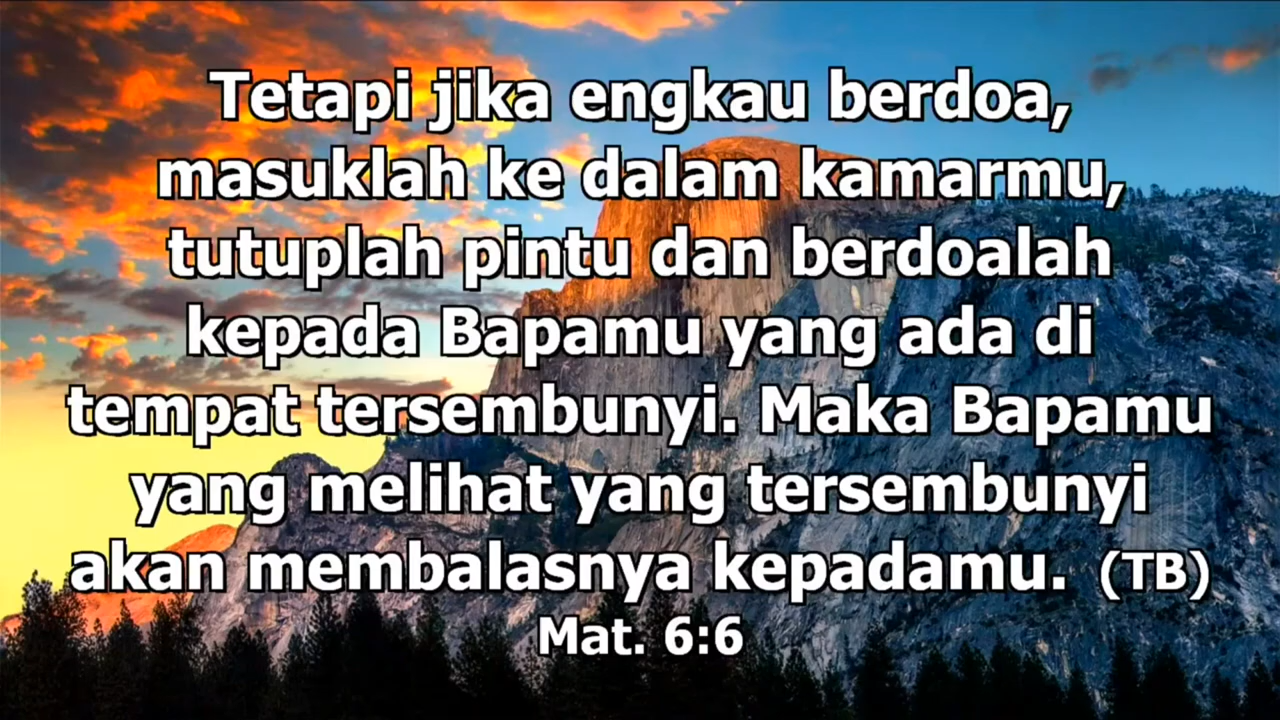 Tetapi jika engkau berdoa,
masuklah ke dalam kamarmu,
tutuplah pintu dan berdoalah
kepada Bapamu yang ada di
tempat tersembunyi. Maka Bapamu
yang melihat yang tersembunyi
akan membalasnya kepadamu. (TB)
Mat. 6:6